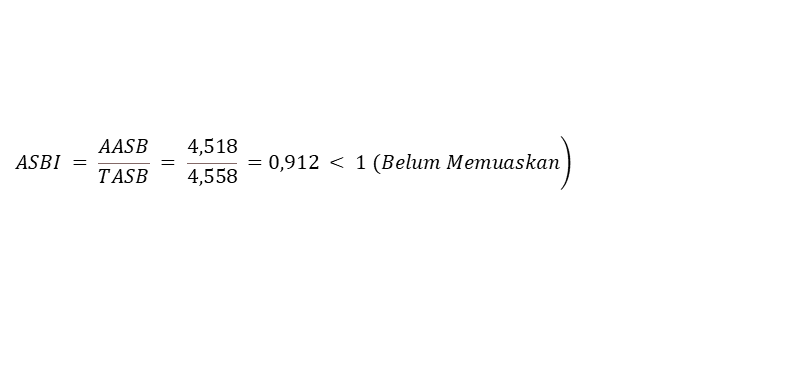 ASBI = AASB / TASB = 4,518 / 4,558 = 0,912 < 1 (Belum Memuaskan)